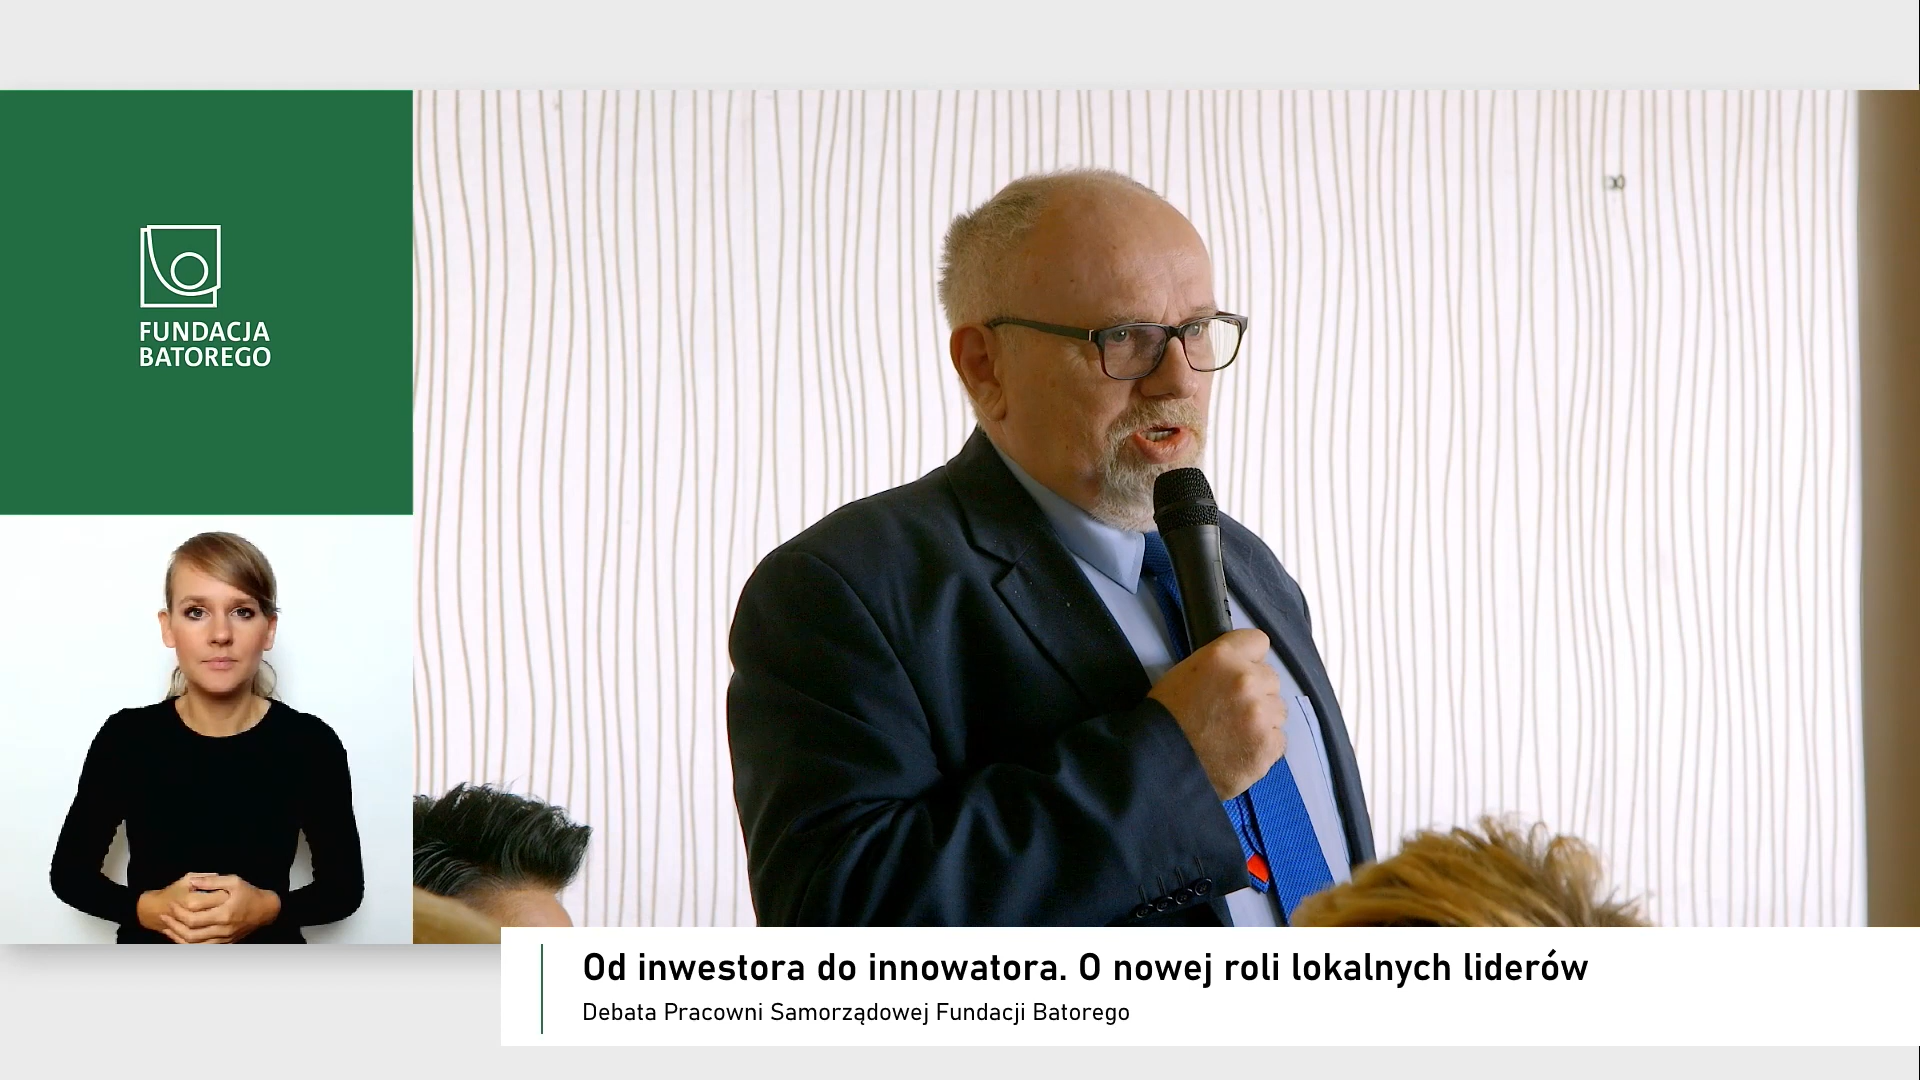 FUNDACJA
BATOREGO
Od inwestora do innowatora. O nowej roli lokalnych liderów
Debata Pracowni Samorządowej Fundacji Batorego